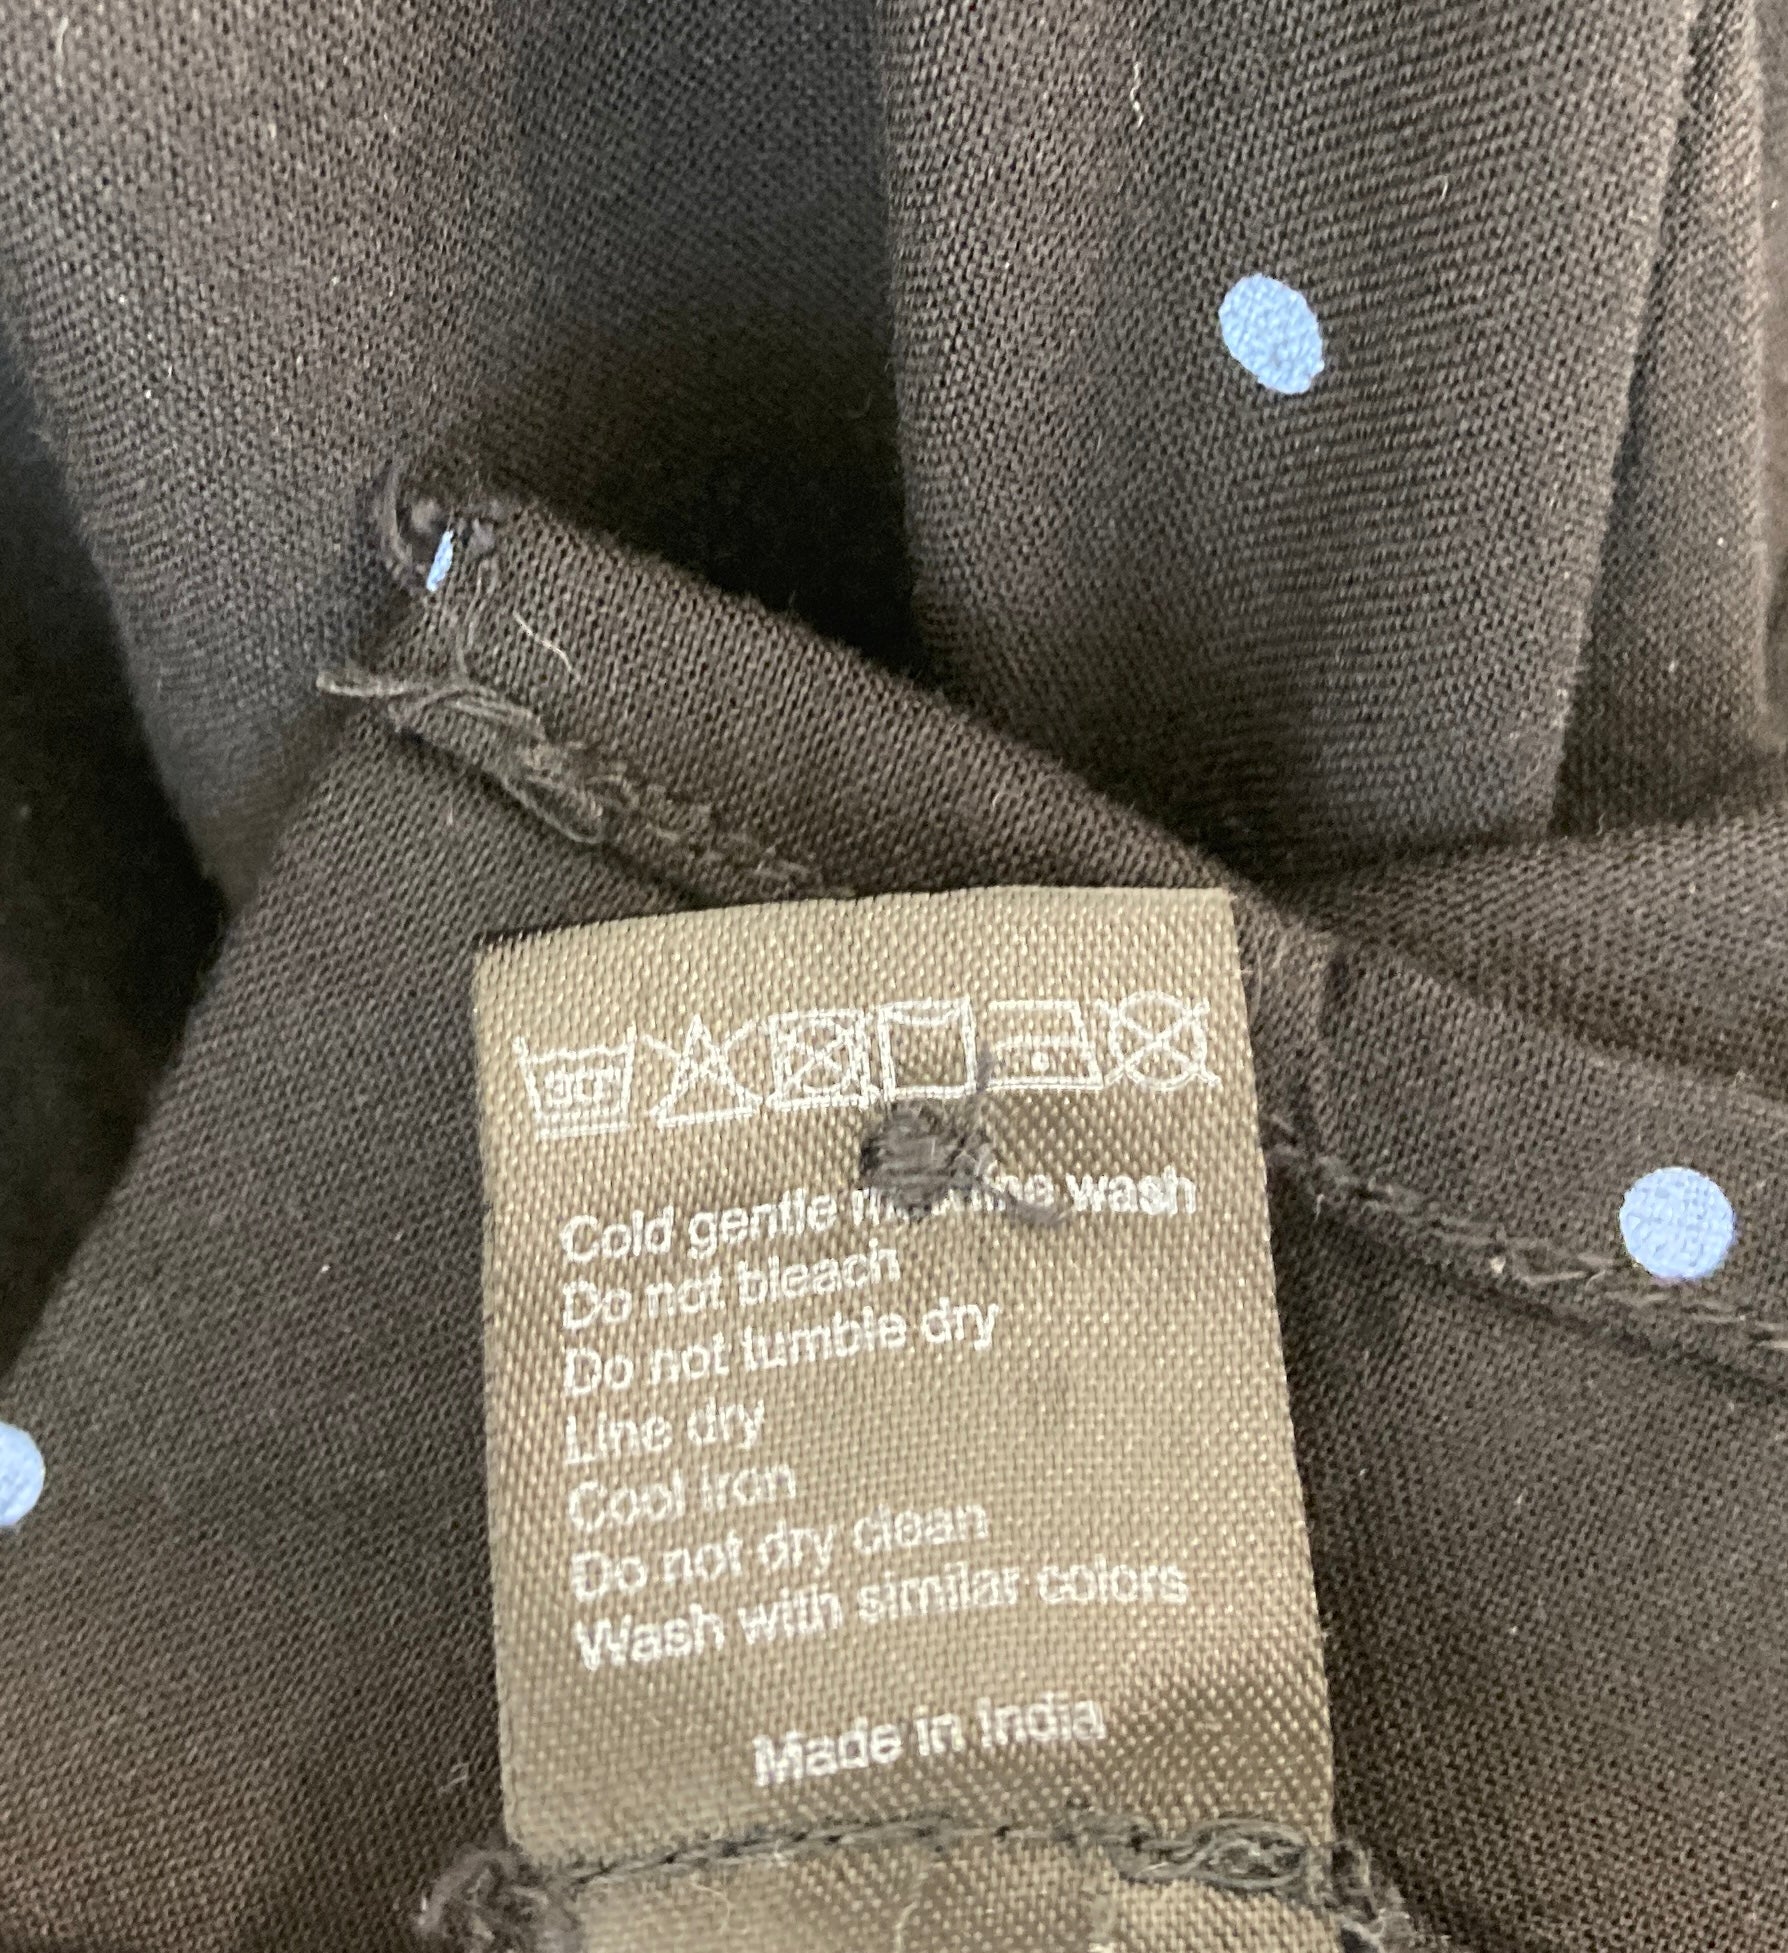 Cold gentle machine wash
Do not bleach
Do not tumble dry
Line dry
Cool iron
Do not dry clean
Wash with similar colors
Made in India